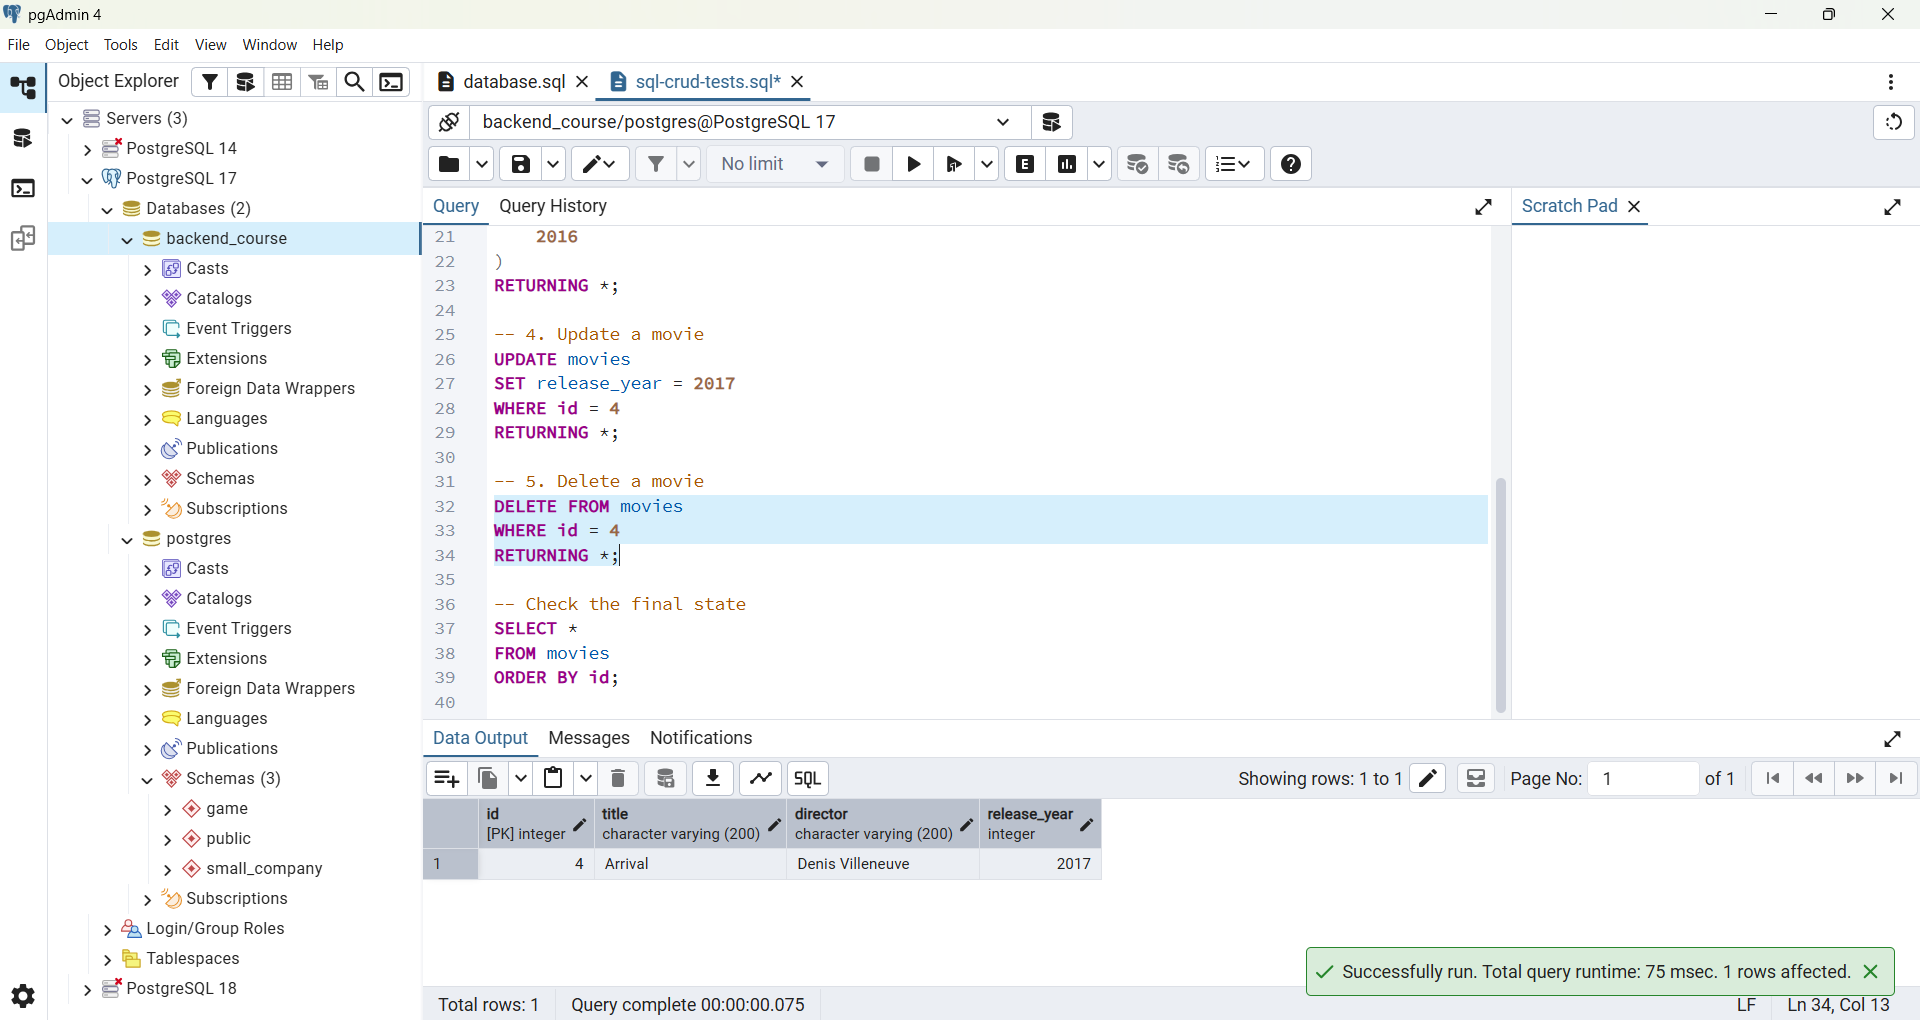 pgAdmin 4
File Object Tools Edit View Window Help
Object Explorer
database.sql
sql-crud-tests.sql*
Servers (3)
PostgreSQL 14
PostgreSQL 17
Databases (2)
backend_course
Casts
Catalogs
Event Triggers
Extensions
Foreign Data Wrappers
Languages
Publications
Schemas
Subscriptions
postgres
Casts
Catalogs
Event Triggers
Extensions
Foreign Data Wrappers
Languages
Publications
Schemas (3)
game
public
small_company
Subscriptions
Login/Group Roles
Tablespaces
PostgreSQL 18
backend_course/postgres@PostgreSQL 17
No limit
E
Query Query History
Scratch Pad
21 2016
22 )
23 RETURNING *;
24
25 -- 4. Update a movie
26 UPDATE movies
27 SET release_year = 2017
28 WHERE id = 4
29 RETURNING *;
30
31 -- 5. Delete a movie
32 DELETE FROM movies
33 WHERE id = 4
34 RETURNING *;
35
36 -- Check the final state
37 SELECT *
38 FROM movies
39 ORDER BY id;
40
Data Output Messages Notifications
SQL
Showing rows: 1 to 1
Page No: 1 of 1
id title director release_year
[PK] integer character varying (200) character varying (200) integer
1 4 Arrival Denis Villeneuve 2017
Successfully run. Total query runtime: 75 msec. 1 rows affected.
Total rows: 1 Query complete 00:00:00.075 LF Ln 34, Col 13